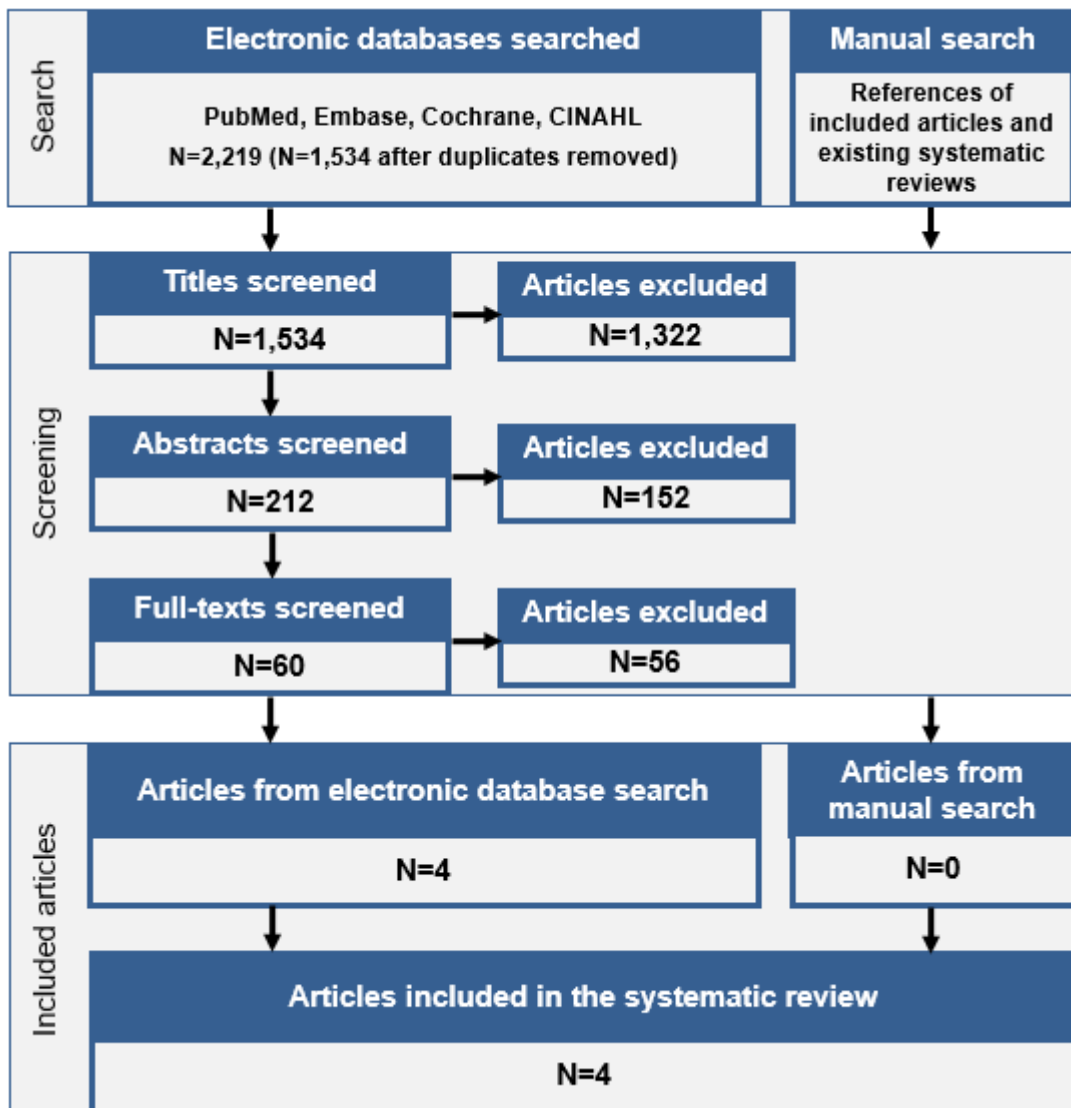 Search
Electronic databases searched
PubMed, Embase, Cochrane, CINAHL
N=2,219 (N=1,534 after duplicates removed)
Manual search
References of
included articles and
existing systematic
reviews
Screening
Titles screened
N=1,534
Articles excluded
N=1,322
Abstracts screened
N=212
Articles excluded
N=152
Full-texts screened
N=60
Articles excluded
N=56
Included articles
Articles from electronic database search
N=4
Articles from
manual search
N=0
Articles included in the systematic review
N=4